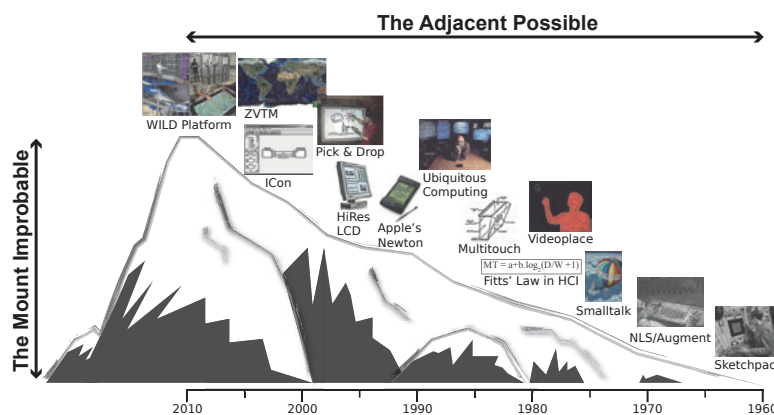 The Adjacent Possible
The Mount Improbable
WILD Platform
ZVTM
ICon
Pick & Drop
HiRes
LCD
Apple's
Newton
Ubiquitous
Computing
Multitouch
Videoplace
MT = a+b.log2(D/W +1)
Fitts' Law in HCI
Smalltalk
NLS/Augment
Sketchpad
2010
2000
1990
1980
1970
1960